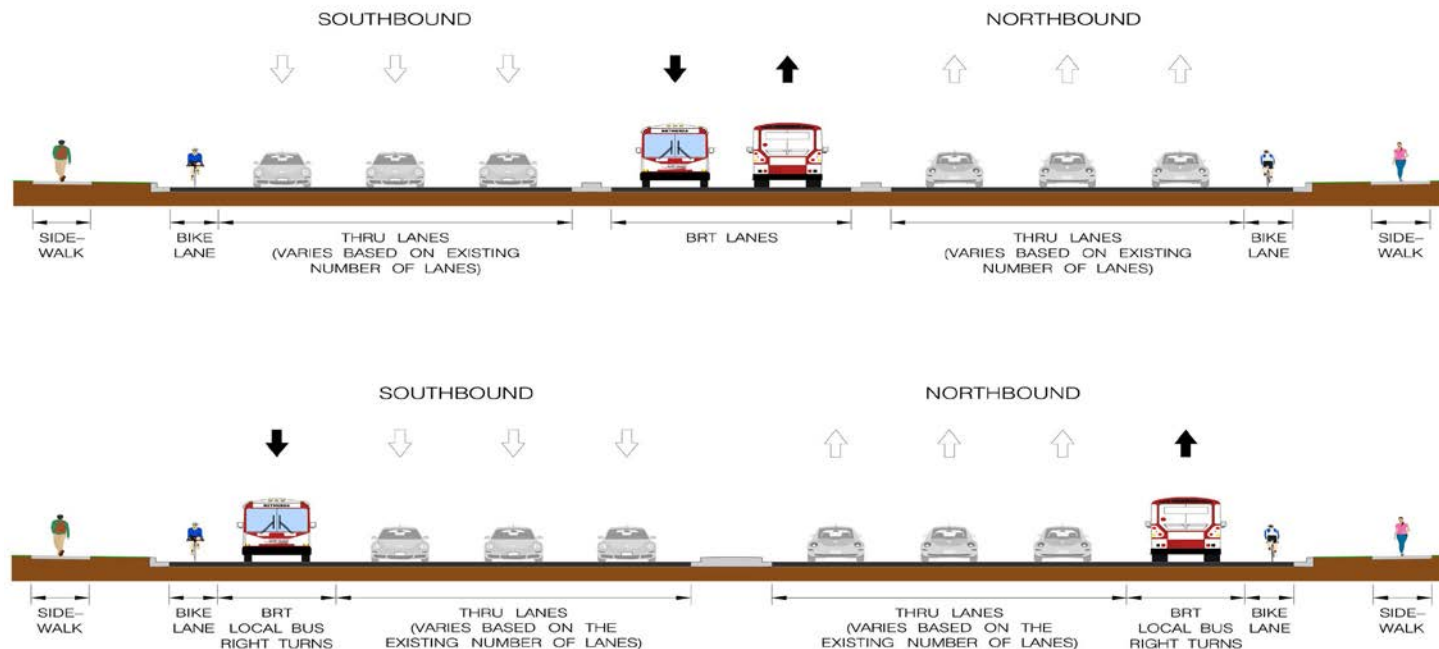 SOUTHBOUND
NORTHBOUND
BETHESDA
SIDE–
WALK
BIKE
LANE
THRU LANES
(VARIES BASED ON EXISTING
NUMBER OF LANES)
BRT LANES
THRU LANES
(VARIES BASED ON EXISTING
NUMBER OF LANES)
BIKE
LANE
SIDE–
WALK
SOUTHBOUND
NORTHBOUND
BETHESDA
SIDE–
WALK
BIKE
LANE
BRT
LOCAL BUS
RIGHT TURNS
THRU LANES
(VARIES BASED ON THE
EXISTING NUMBER OF LANES)
THRU LANES
(VARIES BASED ON THE
EXISTING NUMBER OF LANES)
BRT
LOCAL BUS
RIGHT TURNS
BIKE
LANE
SIDE–
WALK